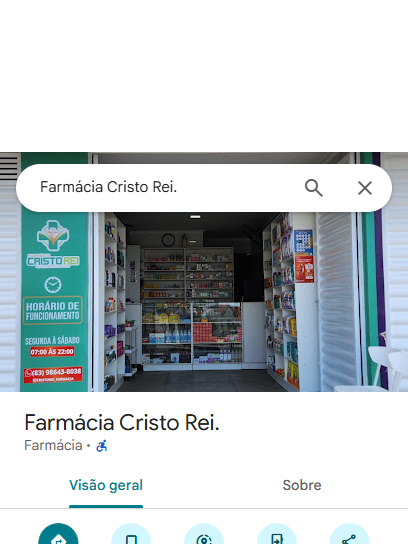 Farmácia Cristo Rei.
FARMÁCIA
CRISTO REI
HORÁRIO DE
FUNCIONAMENTO
SEGUNDA À SÁBADO
07:00 ÀS 22:00
(83) 98643-8038
@CRISTOREI_FARMACIA
Farmácia Cristo Rei.
Farmácia ·
Visão geral
Sobre